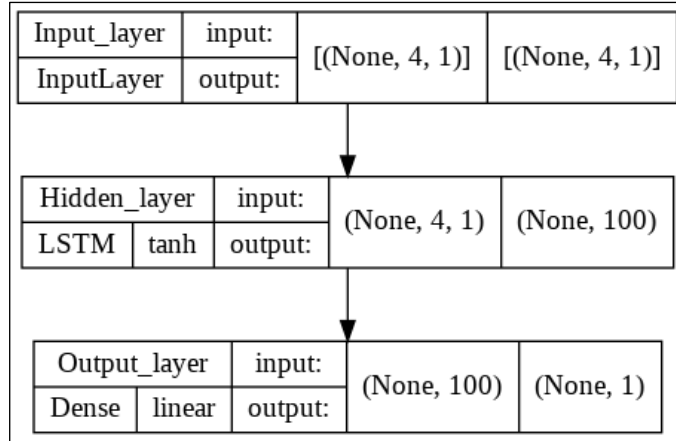 Input_layer input: [(None, 4, 1)] [(None, 4, 1)]
InputLayer output:
Hidden_layer input: (None, 4, 1) (None, 100)
LSTM tanh output:
Output_layer input: (None, 100) (None, 1)
Dense linear output: